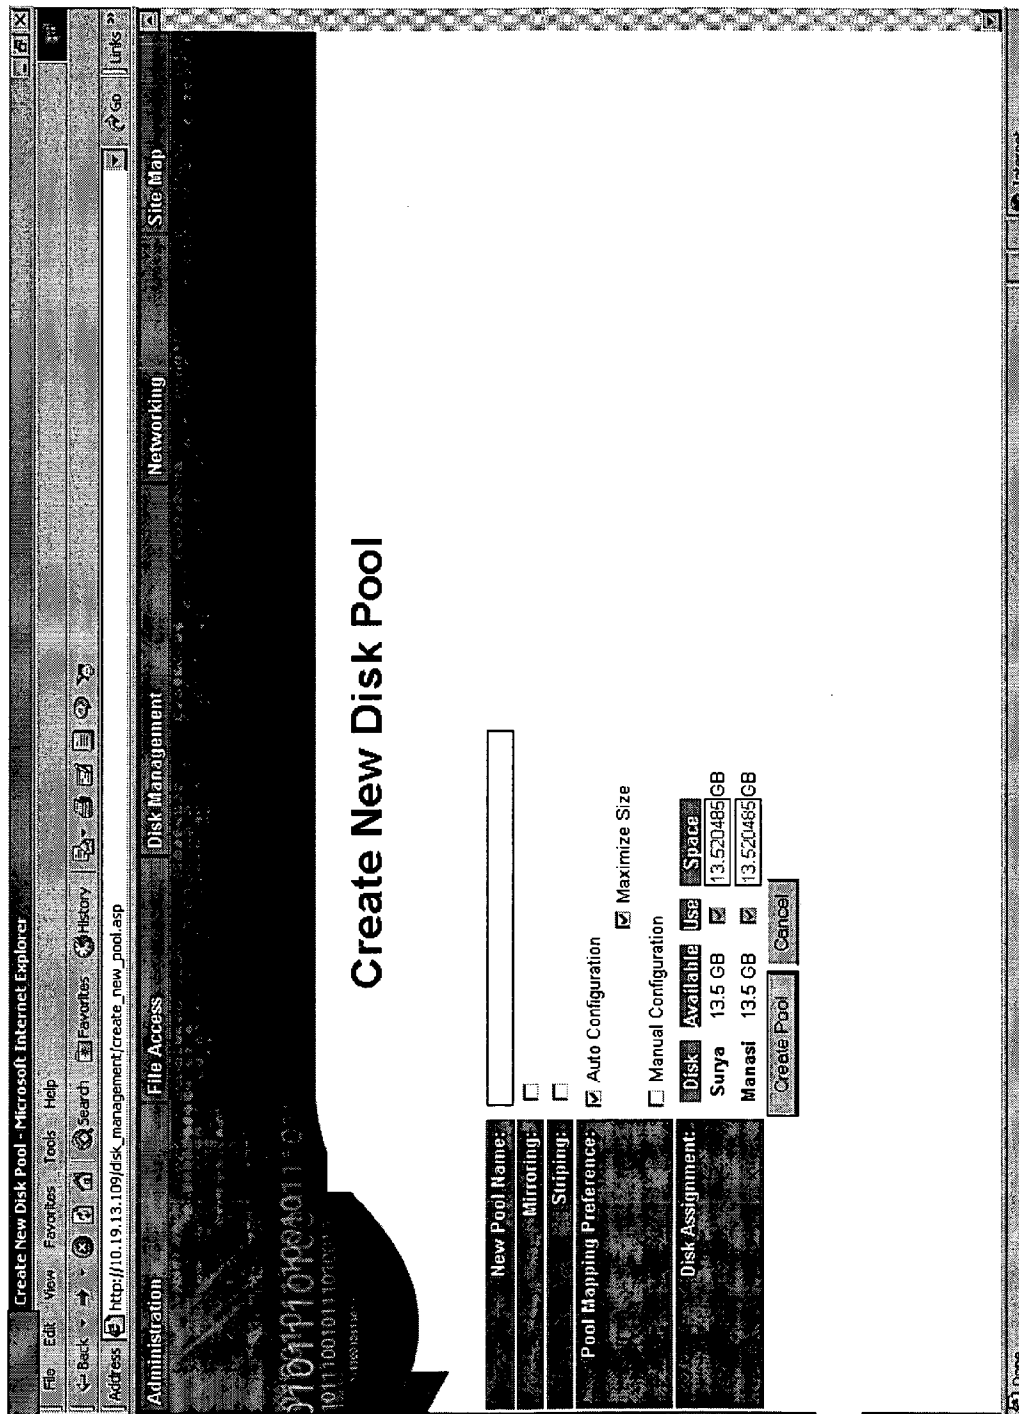 Create New Disk Pool - Microsoft Internet Explorer
File Edit View Favorites Tools Help
Back Search Favorites History
Address http://10.19.13.109/disk_management/create_new_pool.asp Go Links »
Administration File Access Disk Management Networking Site Map
Create New Disk Pool
New Pool Name:
Mirroring:
Striping:
Pool Mapping Preference: Auto Configuration
Maximize Size
Manual Configuration
Disk Assignment: Disk Available Use Space
Surya 13.5 GB 13.520485 GB
Manasi 13.5 GB 13.520485 GB
Create Pool Cancel
Done Internet